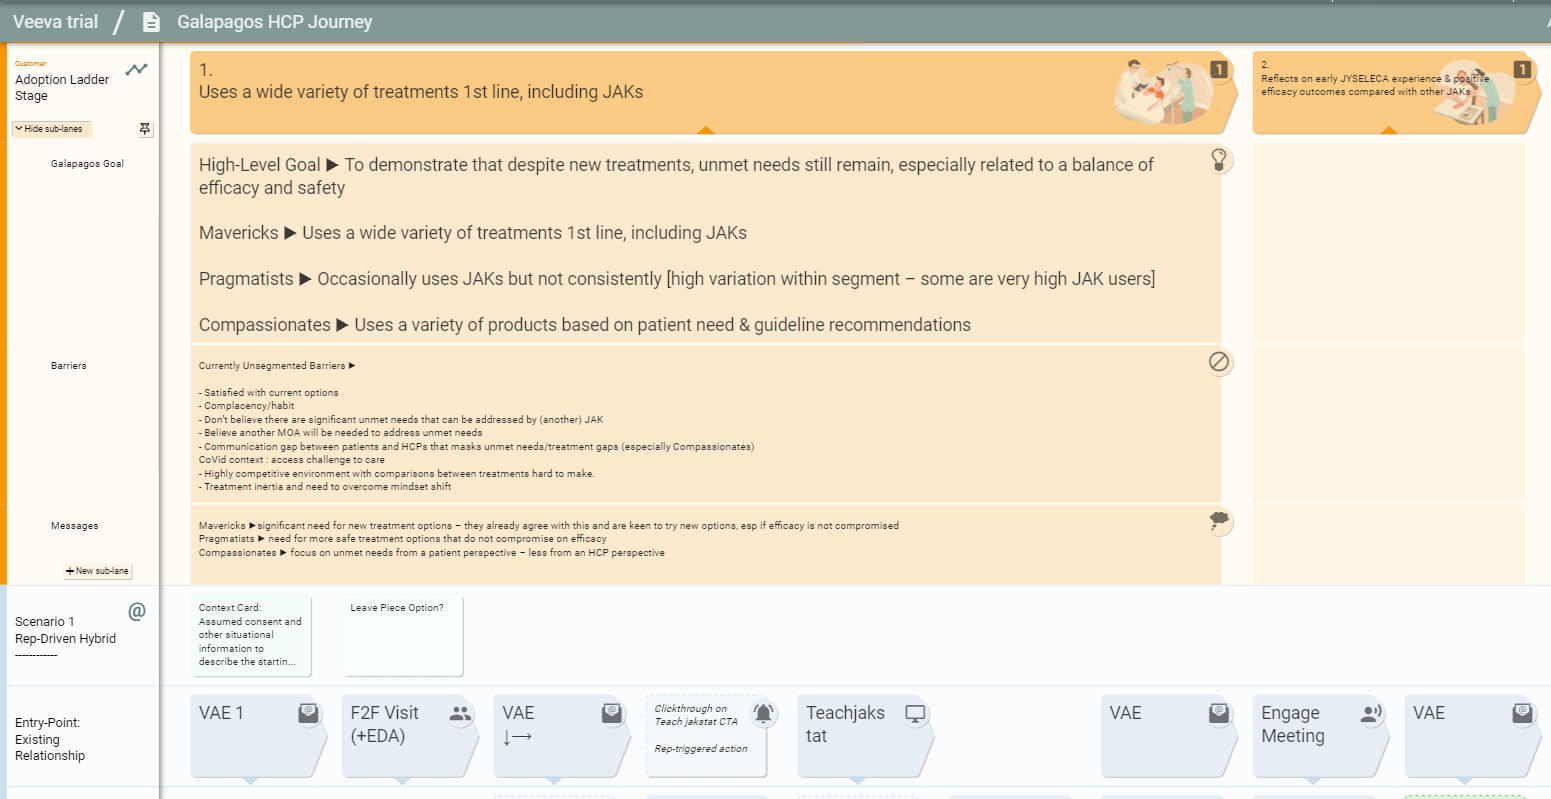 Veeva trial / Galapagos HCP Journey
Customer
Adoption Ladder
Stage
Hide sub-lanes
1.
Uses a wide variety of treatments 1st line, including JAKs
1
2.
Reflects on early JYSELECA experience & positive
efficacy outcomes compared with other JAKs
1
Galapagos Goal
High-Level Goal ► To demonstrate that despite new treatments, unmet needs still remain, especially related to a balance of
efficacy and safety
Mavericks ► Uses a wide variety of treatments 1st line, including JAKs
Pragmatists ► Occasionally uses JAKs but not consistently [high variation within segment – some are very high JAK users]
Compassionates ► Uses a variety of products based on patient need & guideline recommendations
Barriers
Currently Unsegmented Barriers ►
- Satisfied with current options
- Complacency/habit
- Don't believe there are significant unmet needs that can be addressed by (another) JAK
- Believe another MOA will be needed to address unmet needs
- Communication gap between patients and HCPs that masks unmet needs/treatment gaps (especially Compassionates)
CoVid context : access challenge to care
- Highly competitive environment with comparisons between treatments hard to make.
- Treatment inertia and need to overcome mindset shift
Messages
Mavericks ►significant need for new treatment options – they already agree with this and are keen to try new options, esp if efficacy is not compromised
Pragmatists ► need for more safe treatment options that do not compromise on efficacy
Compassionates ► focus on unmet needs from a patient perspective – less from an HCP perspective
+ New sub-lane
Scenario 1
Rep-Driven Hybrid
------------
@
Context Card:
Assumed consent and
other situational
information to
describe the startin...
Leave Piece Option?
Entry-Point:
Existing
Relationship
VAE 1
F2F Visit
(+EDA)
VAE
↓→
Clickthrough on
Teach jakstat CTA
Rep-triggered action
Teachjaks
tat
VAE
Engage
Meeting
VAE